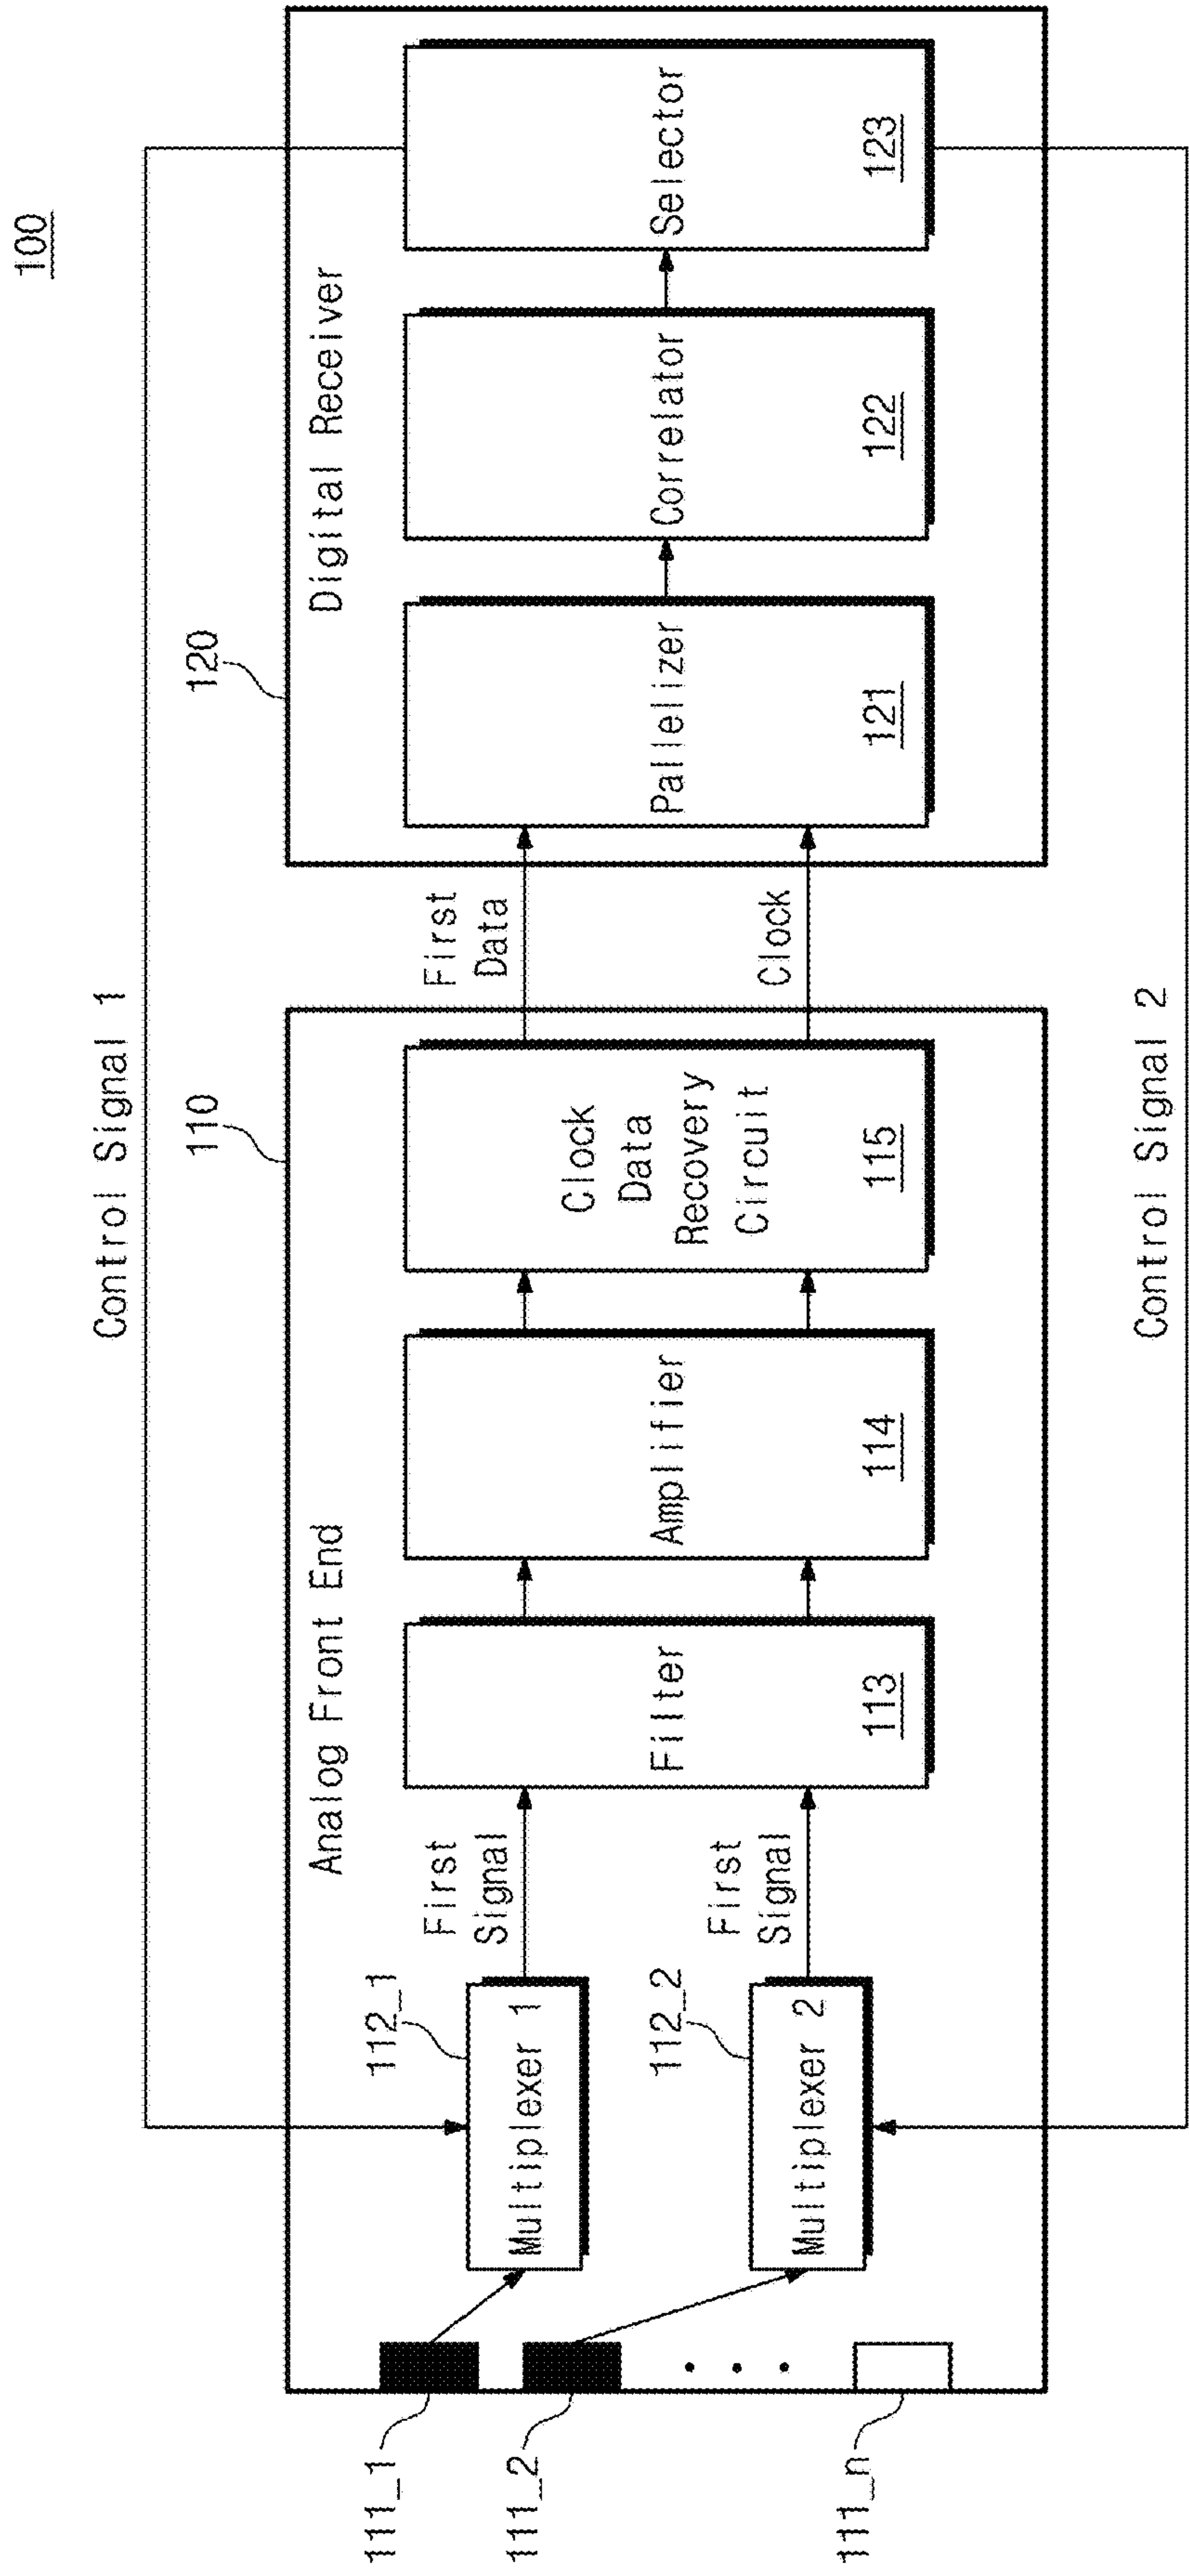 100
Control Signal 1
110
120
Analog Front End
Digital Receiver
111_1
111_2
111_n
112_1
Multiplexer 1
112_2
Multiplexer 2
First
Signal
First
Signal
Filter
113
Amplifier
114
Clock
Data
Recovery
Circuit
115
First
Data
Clock
Pallelizer
121
Correlator
122
Selector
123
Control Signal 2